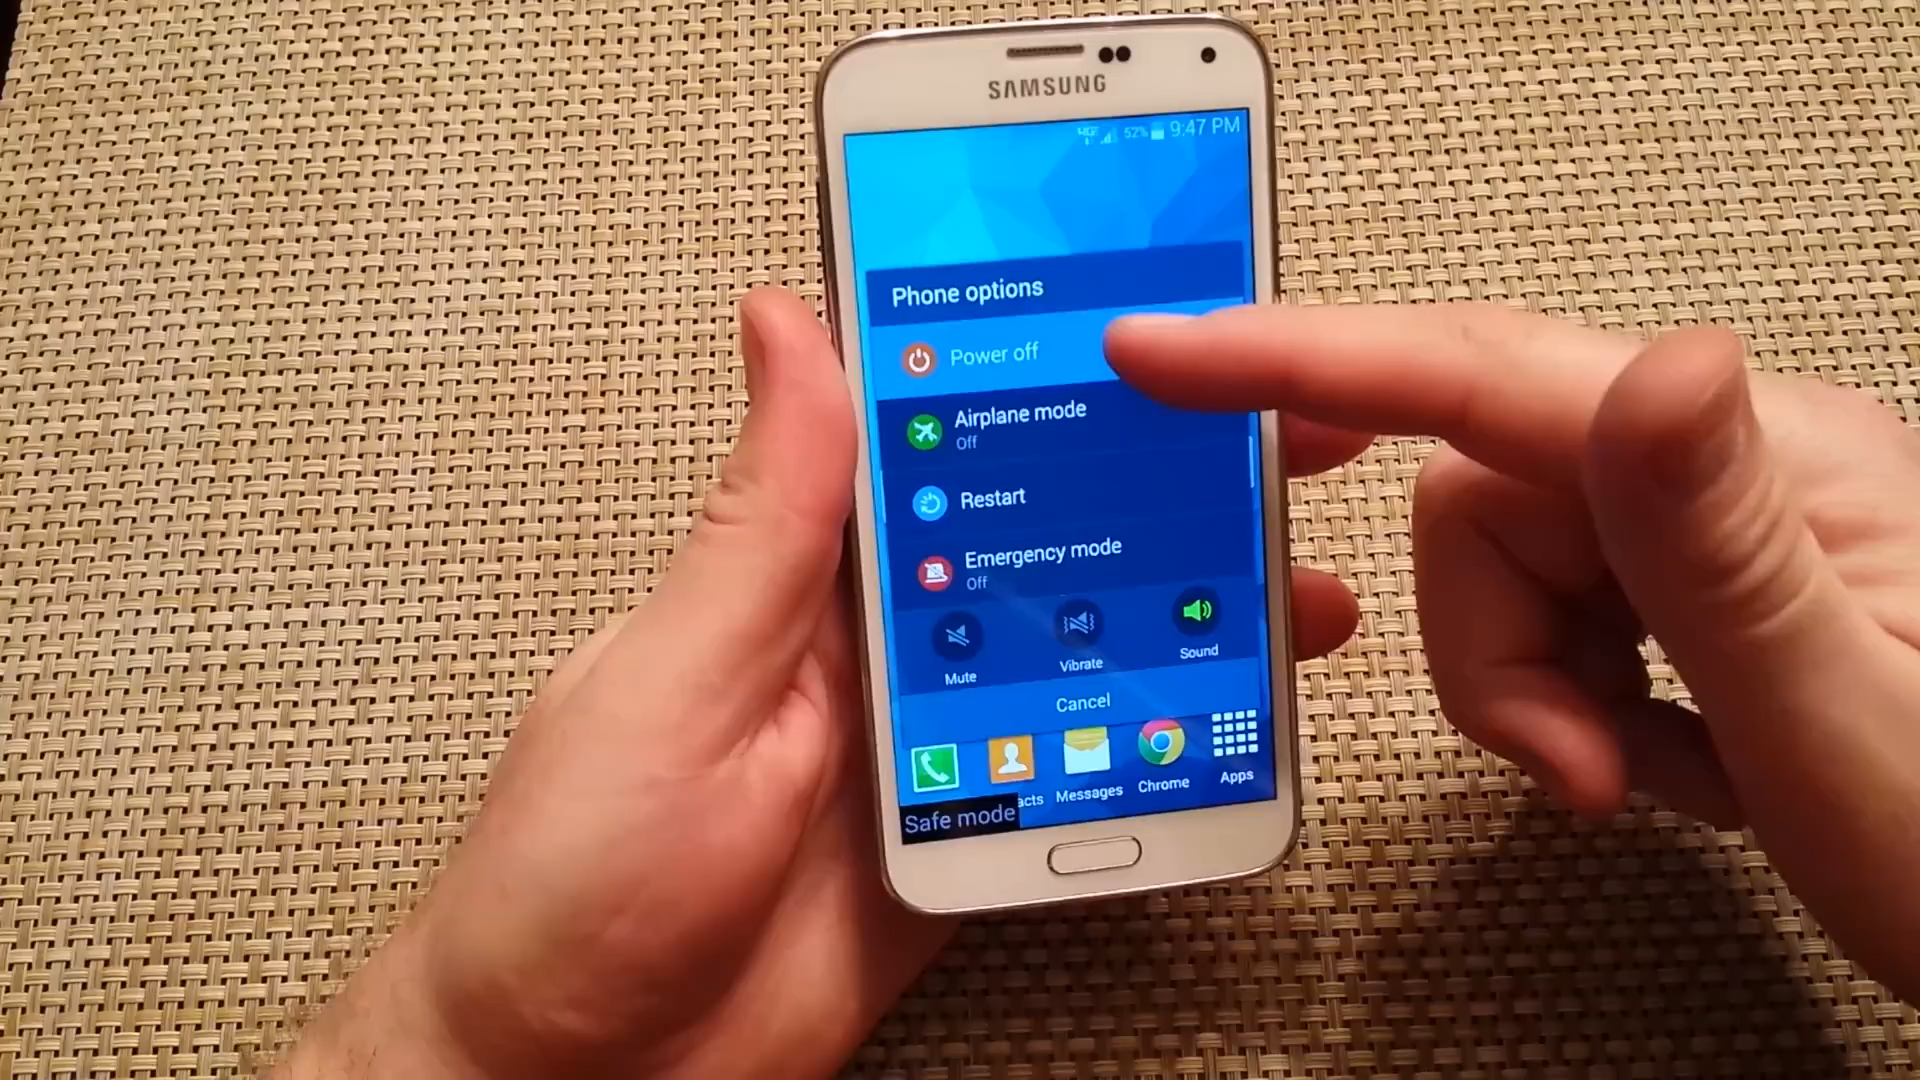 SAMSUNG
52% 9:47 PM
Phone options
Power off
Airplane mode
Off
Restart
Emergency mode
Off
Mute
Vibrate
Sound
Cancel
acts
Messages
Chrome
Apps
Safe mode